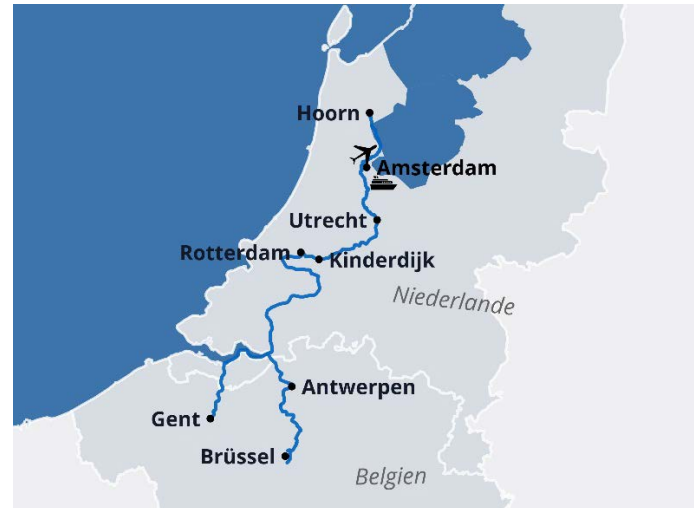 Hoorn
Amsterdam
Utrecht
Rotterdam
Kinderdijk
Niederlande
Antwerpen
Gent
Brüssel
Belgien